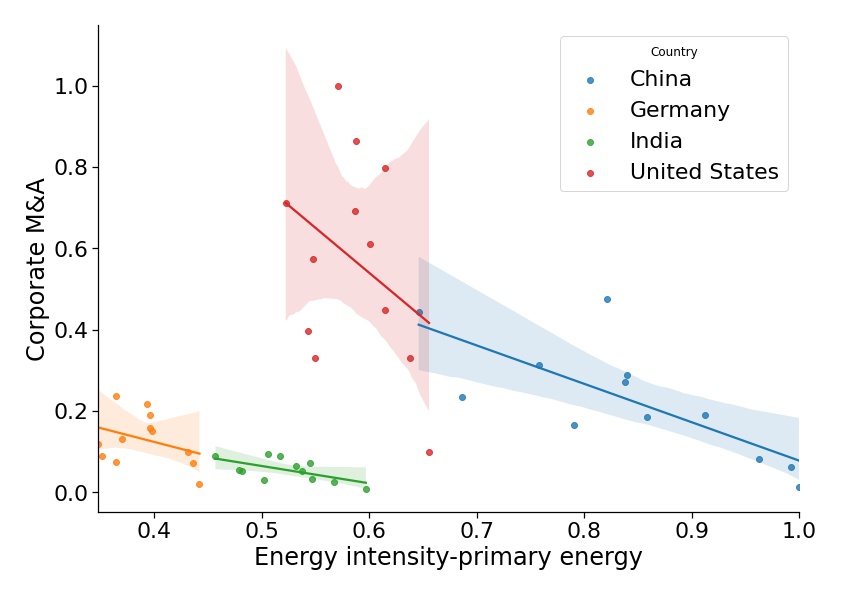 Country
China
Germany
India
United States
Corporate M&A
1.0
0.8
0.6
0.4
0.2
0.0
0.4 0.5 0.6 0.7 0.8 0.9 1.0
Energy intensity-primary energy